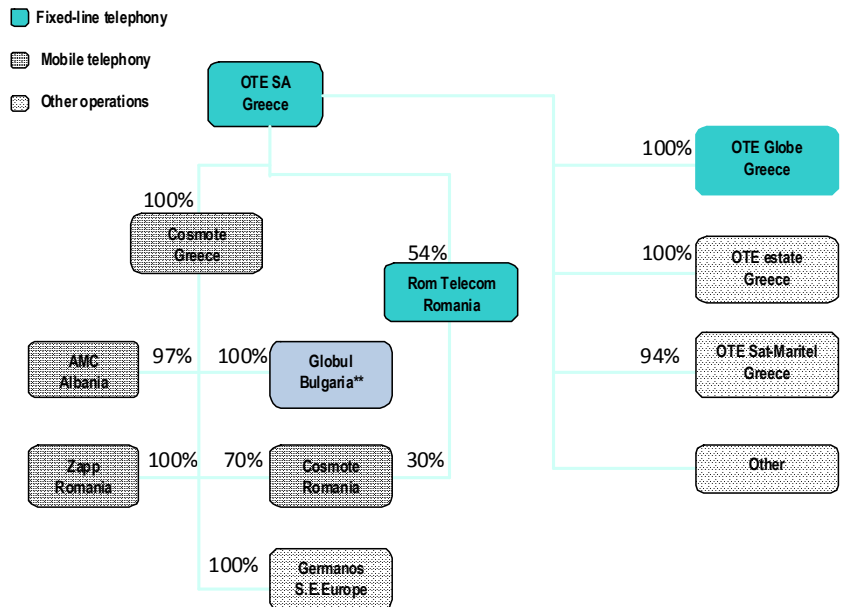 Fixed-line telephony
Mobile telephony
Other operations
OTE SA
Greece
100%
OTE Globe
Greece
100%
Cosmote
Greece
54%
Rom Telecom
Romania
100%
OTE estate
Greece
AMC
Albania
97%
100%
Globul
Bulgaria**
94%
OTE Sat-Maritel
Greece
Zapp
Romania
100%
70%
Cosmote
Romania
30%
Other
100%
Germanos
S.E.Europe